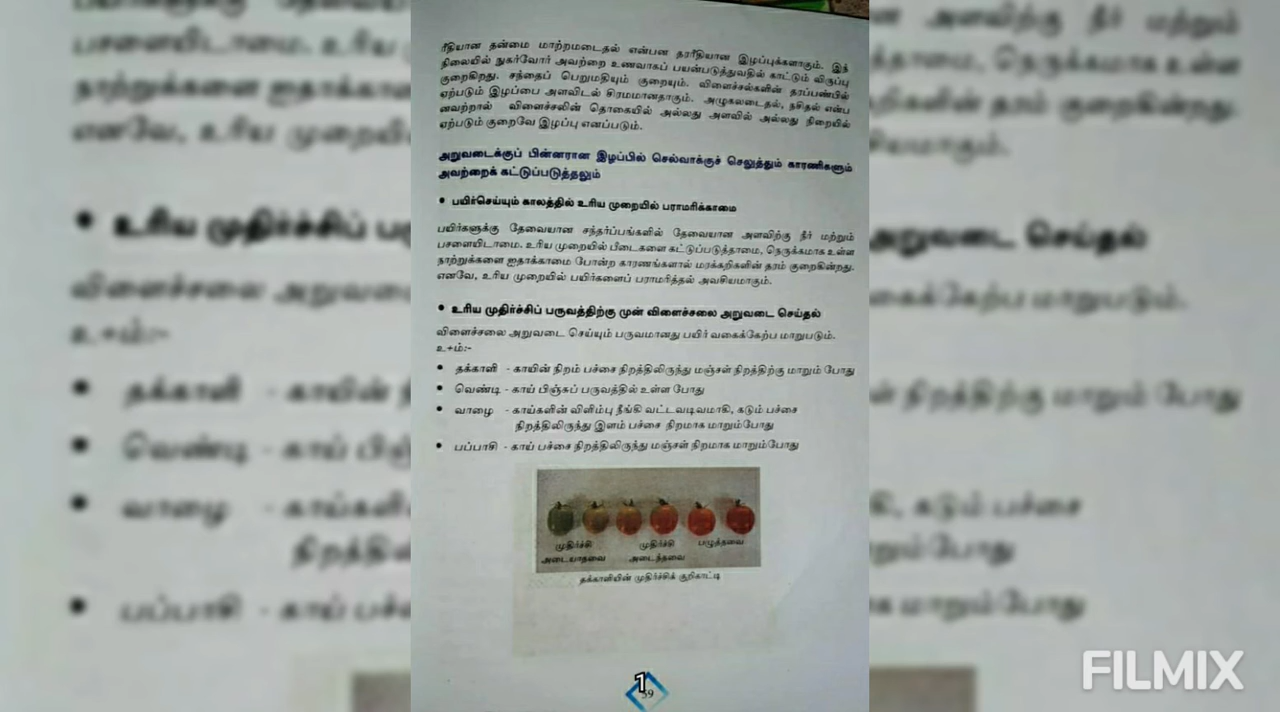 ரீதியான தன்மை மாற்றமடைதல் என்பன தரரீதியான இழப்புக்களாகும். இந்
நிலையில் நுகர்வோர் அவற்றை உணவாகப் பயன்படுத்துவதில் காட்டும் விருப்பு
குறைகிறது. சந்தைப் பெறுமதியும் குறையும். விளைச்சல்களின் தரப்பண்பில்
ஏற்படும் இழப்பை அளவிடல் சிரமமானதாகும். அழுகலடைதல், நசிதல் என்ப
னவற்றால் விளைச்சலின் தொகையில் அல்லது அளவில் அல்லது நிறையில்
ஏற்படும் குறைவே இழப்பு எனப்படும்.
அறுவடைக்குப் பின்னரான இழப்பில் செல்வாக்குச் செலுத்தும் காரணிகளும்
அவற்றைக் கட்டுப்படுத்தலும்
• பயிர்செய்யும் காலத்தில் உரிய முறையில் பராமரிக்காமை
பயிர்களுக்கு தேவையான சந்தர்ப்பங்களில் தேவையான அளவிற்கு நீர் மற்றும்
பசளையிடாமை. உரிய முறையில் பீடைகளை கட்டுப்படுத்தாமை, நெருக்கமாக உள்ள
நாற்றுக்களை ஐதாக்காமை போன்ற காரணங்களால் மரக்கறிகளின் தரம் குறைகின்றது.
எனவே, உரிய முறையில் பயிர்களைப் பராமரித்தல் அவசியமாகும்.
• உரிய முதிர்ச்சிப் பருவத்திற்கு முன் விளைச்சலை அறுவடை செய்தல்
விளைச்சலை அறுவடை செய்யும் பருவமானது பயிர் வகைக்கேற்ப மாறுபடும்.
உ+ம்:-
• தக்காளி - காயின் நிறம் பச்சை நிறத்திலிருந்து மஞ்சள் நிறத்திற்கு மாறும் போது
• வெண்டி - காய் பிஞ்சுப் பருவத்தில் உள்ள போது
• வாழை - காய்களின் விளிம்பு நீங்கி வட்டவடிவமாகி, கடும் பச்சை
நிறத்திலிருந்து இளம் பச்சை நிறமாக மாறும்போது
• பப்பாசி - காய் பச்சை நிறத்திலிருந்து மஞ்சள் நிறமாக மாறும்போது
முதிர்ச்சி முதிர்ச்சி பழுத்தவை
அடையாதவை அடைந்தவை
தக்காளியின் முதிர்ச்சிக் குறிகாட்டி
1
59
FILMIX